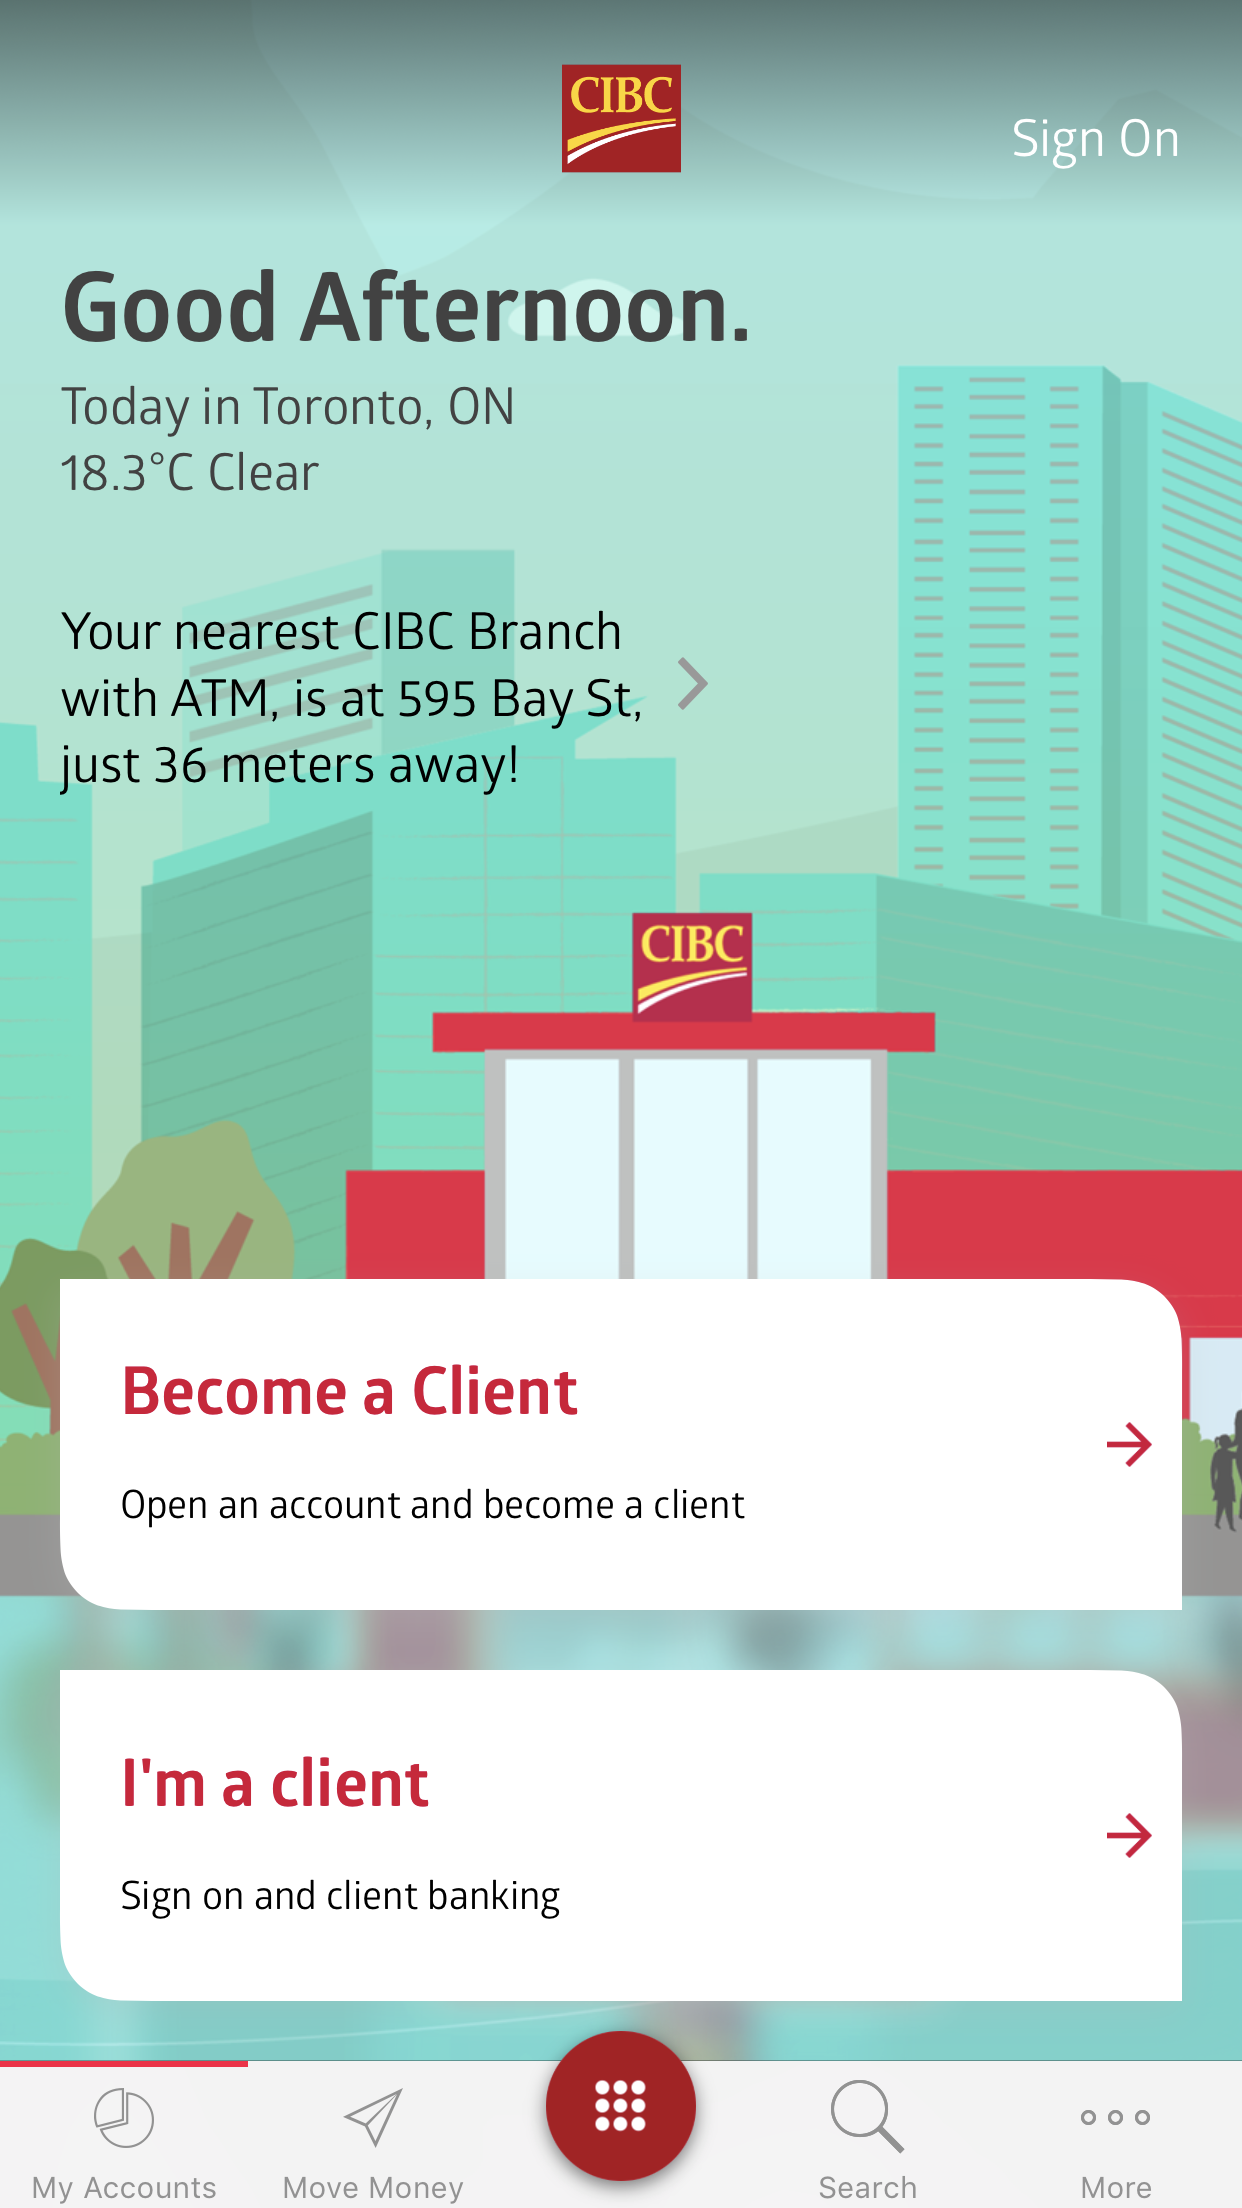 CIBC
Sign On
Good Afternoon.
Today in Toronto, ON
18.3°C Clear
Your nearest CIBC Branch
with ATM, is at 595 Bay St,
just 36 meters away!
CIBC
Become a Client
Open an account and become a client
I'm a client
Sign on and client banking
My Accounts
Move Money
Search
More